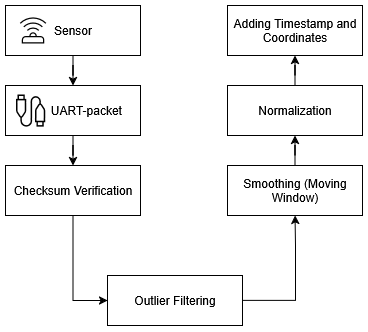 Sensor
UART-packet
Checksum Verification
Outlier Filtering
Smoothing (Moving
Window)
Normalization
Adding Timestamp and
Coordinates